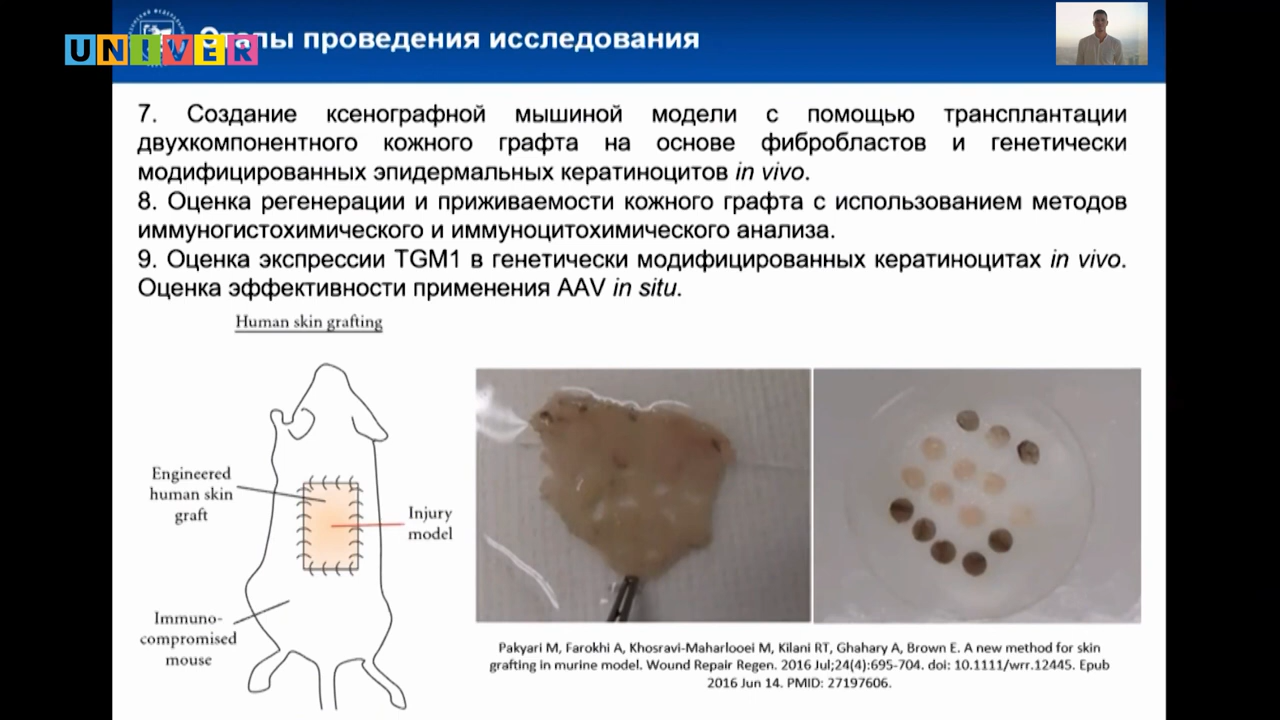 UNIVER
Этапы проведения исследования
7. Создание ксенографной мышиной модели с помощью трансплантации
двухкомпонентного кожного графта на основе фибробластов и генетически
модифицированных эпидермальных кератиноцитов in vivo.
8. Оценка регенерации и приживаемости кожного графта с использованием методов
иммуногистохимического и иммуноцитохимического анализа.
9. Оценка экспрессии TGM1 в генетически модифицированных кератиноцитах in vivo.
Оценка эффективности применения AAV in situ.
Human skin grafting
Engineered
human skin
graft
Injury
model
Immuno-
compromised
mouse
Pakyari M, Farokhi A, Khosravi-Maharlooei M, Kilani RT, Ghahary A, Brown E. A new method for skin
grafting in murine model. Wound Repair Regen. 2016 Jul;24(4):695-704. doi: 10.1111/wrr.12445. Epub
2016 Jun 14. PMID: 27197606.